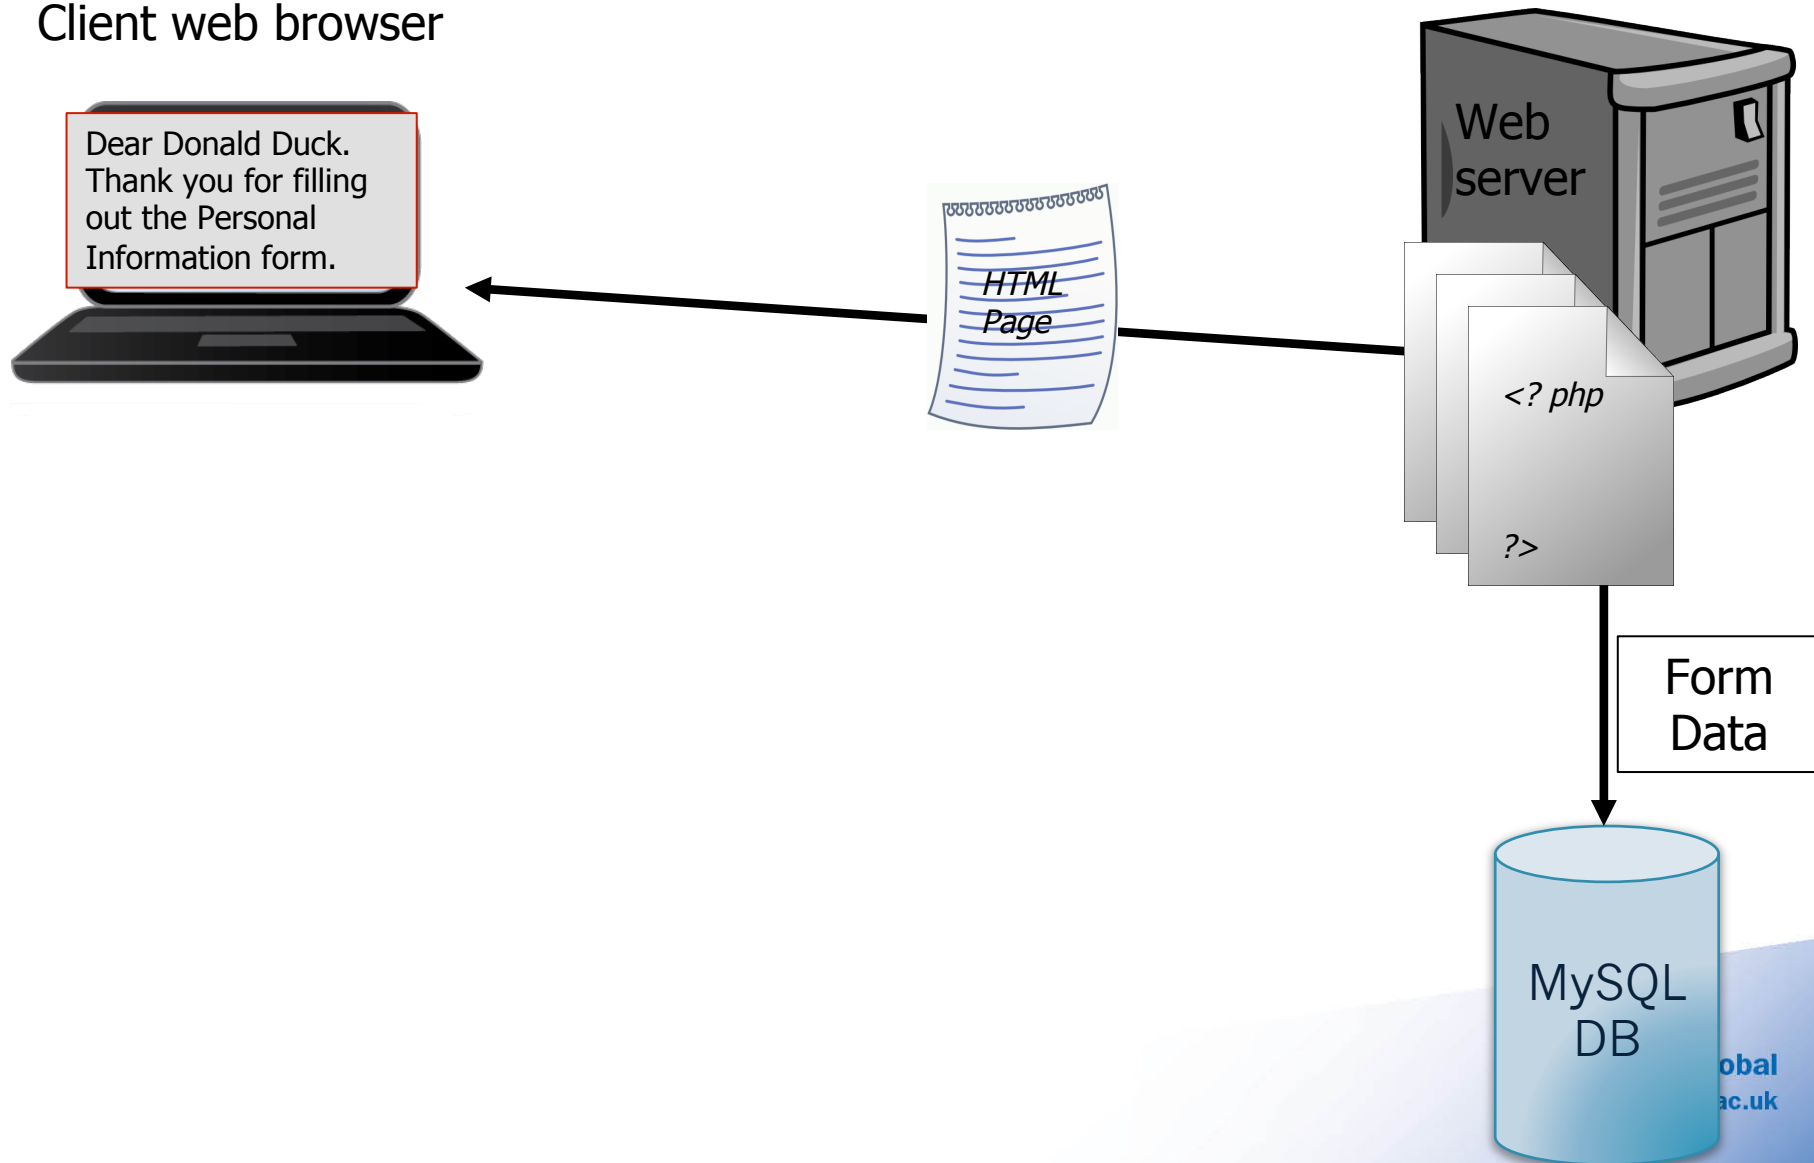 Client web browser
Dear Donald Duck.
Thank you for filling
out the Personal
Information form.
HTML
Page
Web
server
<? php
?>
Form
Data
MySQL
DB
obal
ac.uk